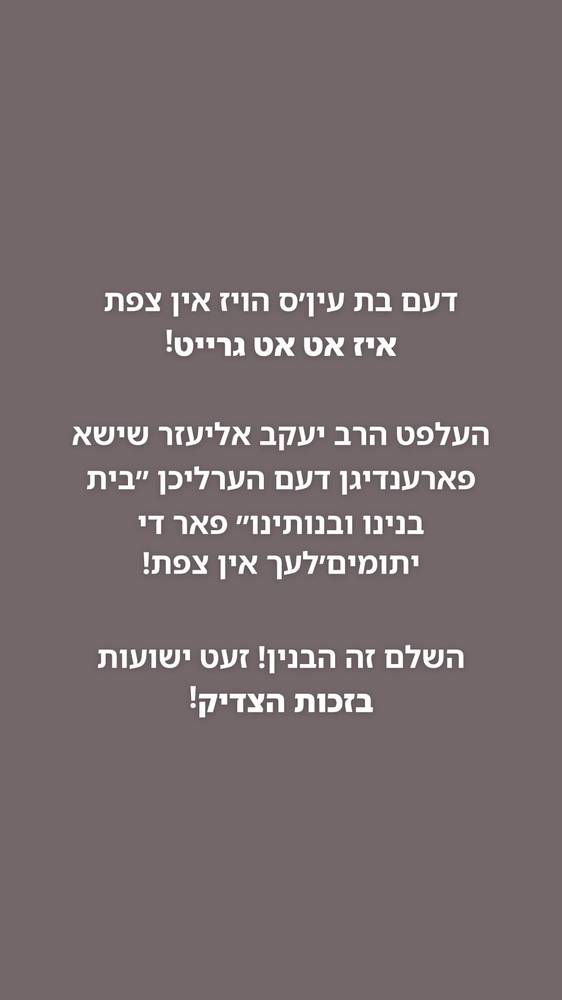 דעם בת עין׳ס הויז אין צפת
איז אט אט גרייט!
העלפט הרב יעקב אליעזר שישא
פארענדיגן דעם הערליכן ״בית
בנינו ובנותינו״ פאר די
יתומים׳לעך אין צפת!
השלם זה הבנין! זעט ישועות
בזכות הצדיק!